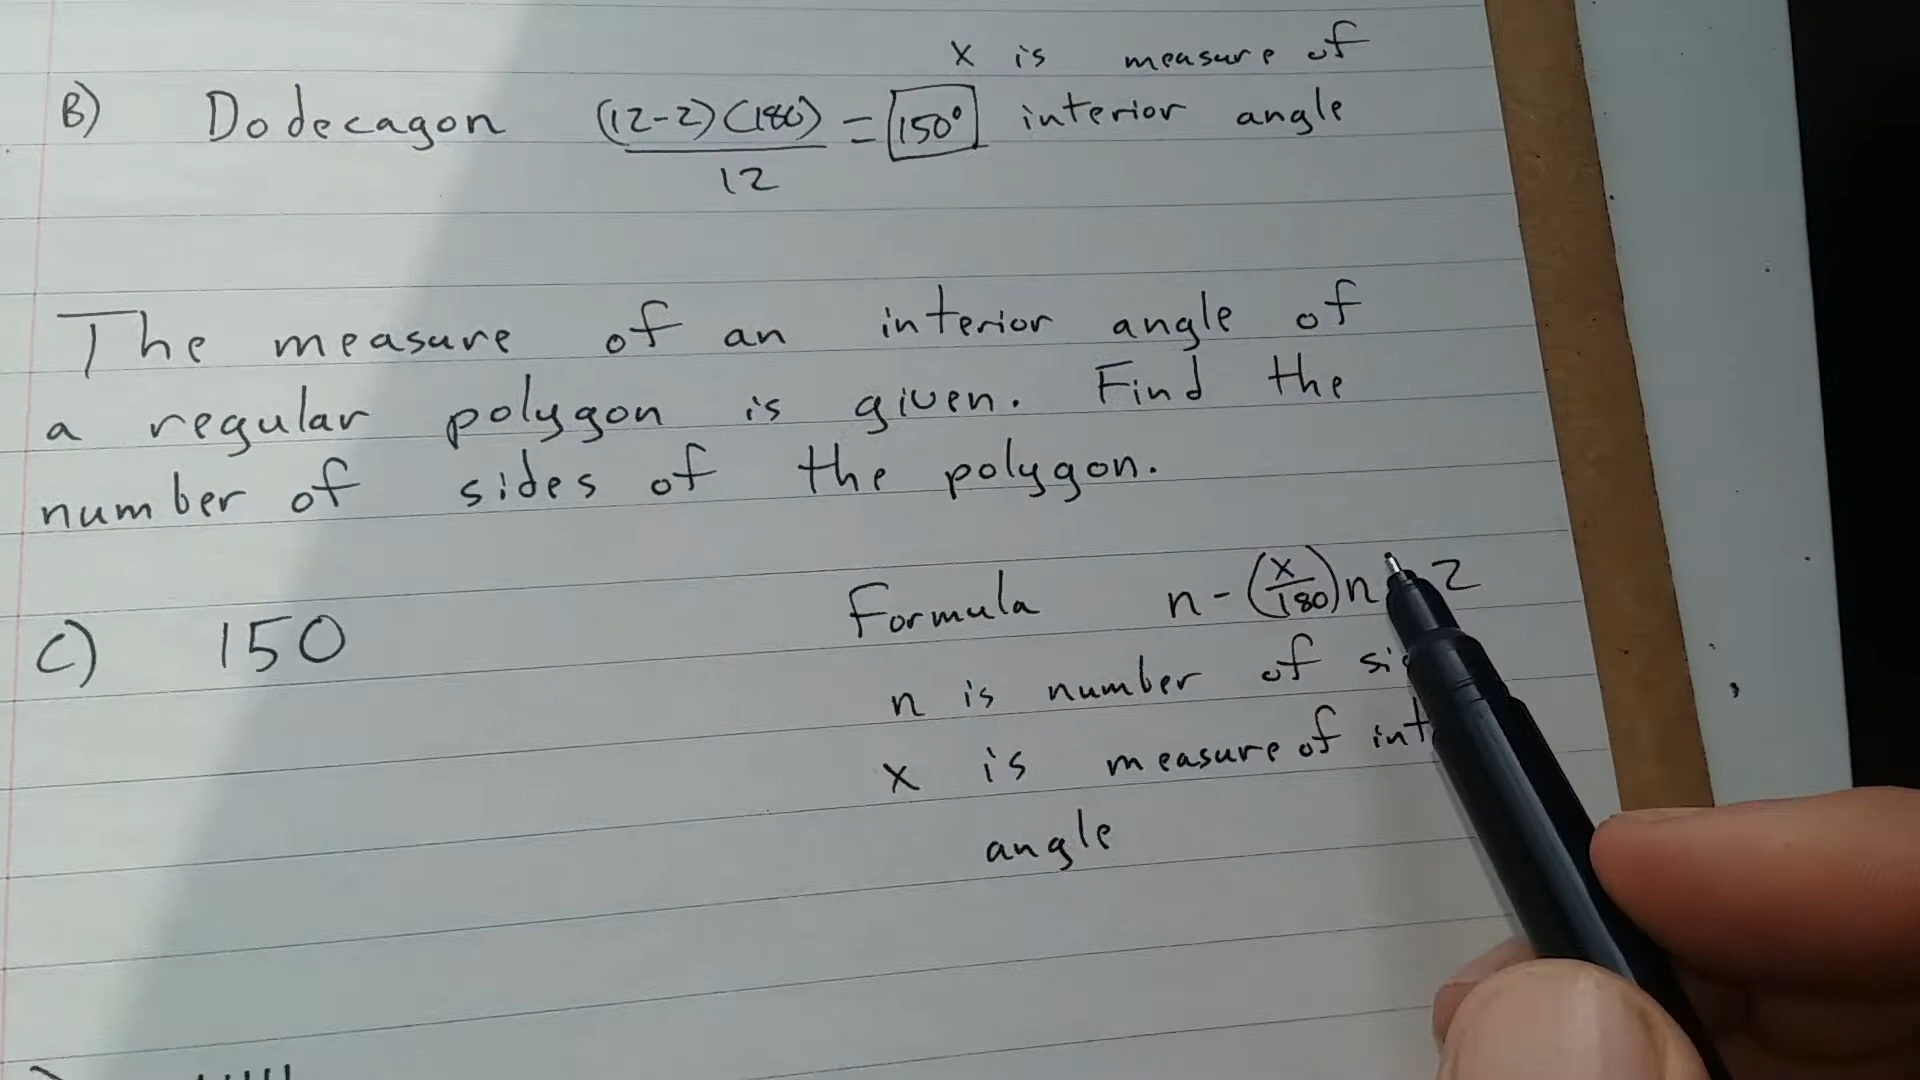 x is measure of
B) Dodecagon (12-2)(180)/12 = 150° interior angle
The measure of an interior angle of
a regular polygon is given. Find the
number of sides of the polygon.
C) 150
Formula n - (x/180)n 2
n is number of
x is measure of
angle